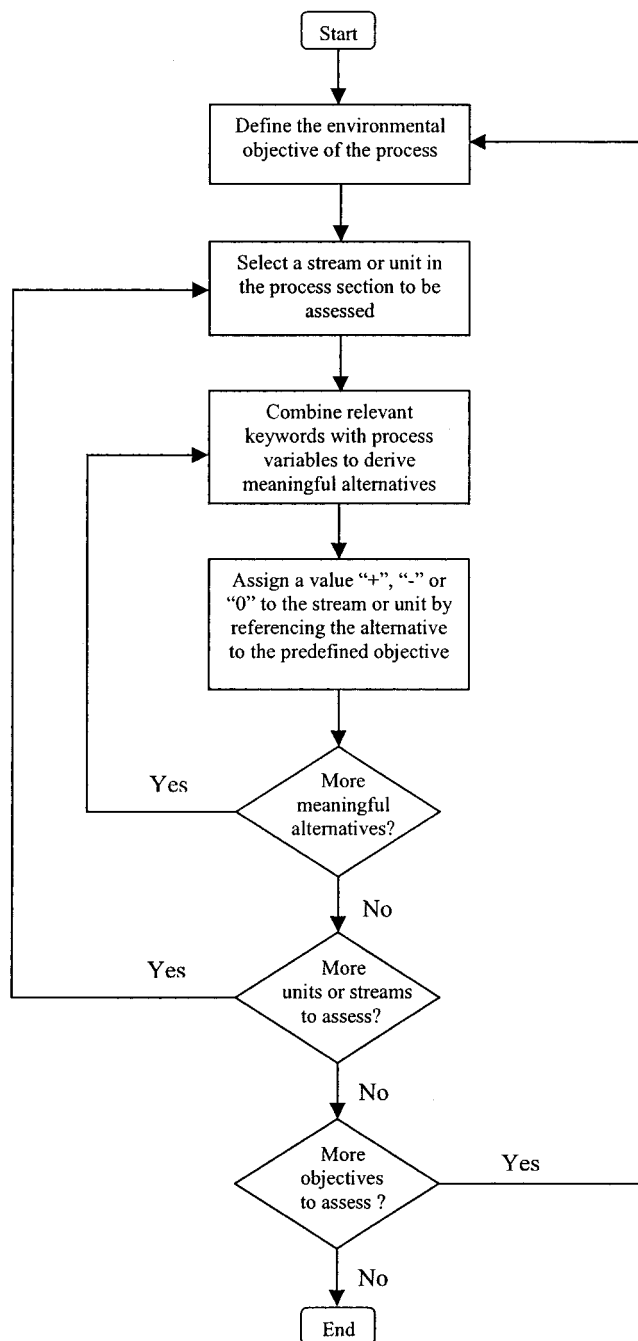 Start
Define the environmental
objective of the process
Select a stream or unit in
the process section to be
assessed
Combine relevant
keywords with process
variables to derive
meaningful alternatives
Assign a value “+”, “-” or
“0” to the stream or unit by
referencing the alternative
to the predefined objective
Yes
More
meaningful
alternatives?
No
Yes
More
units or streams
to assess?
No
More
objectives
to assess ?
Yes
No
End